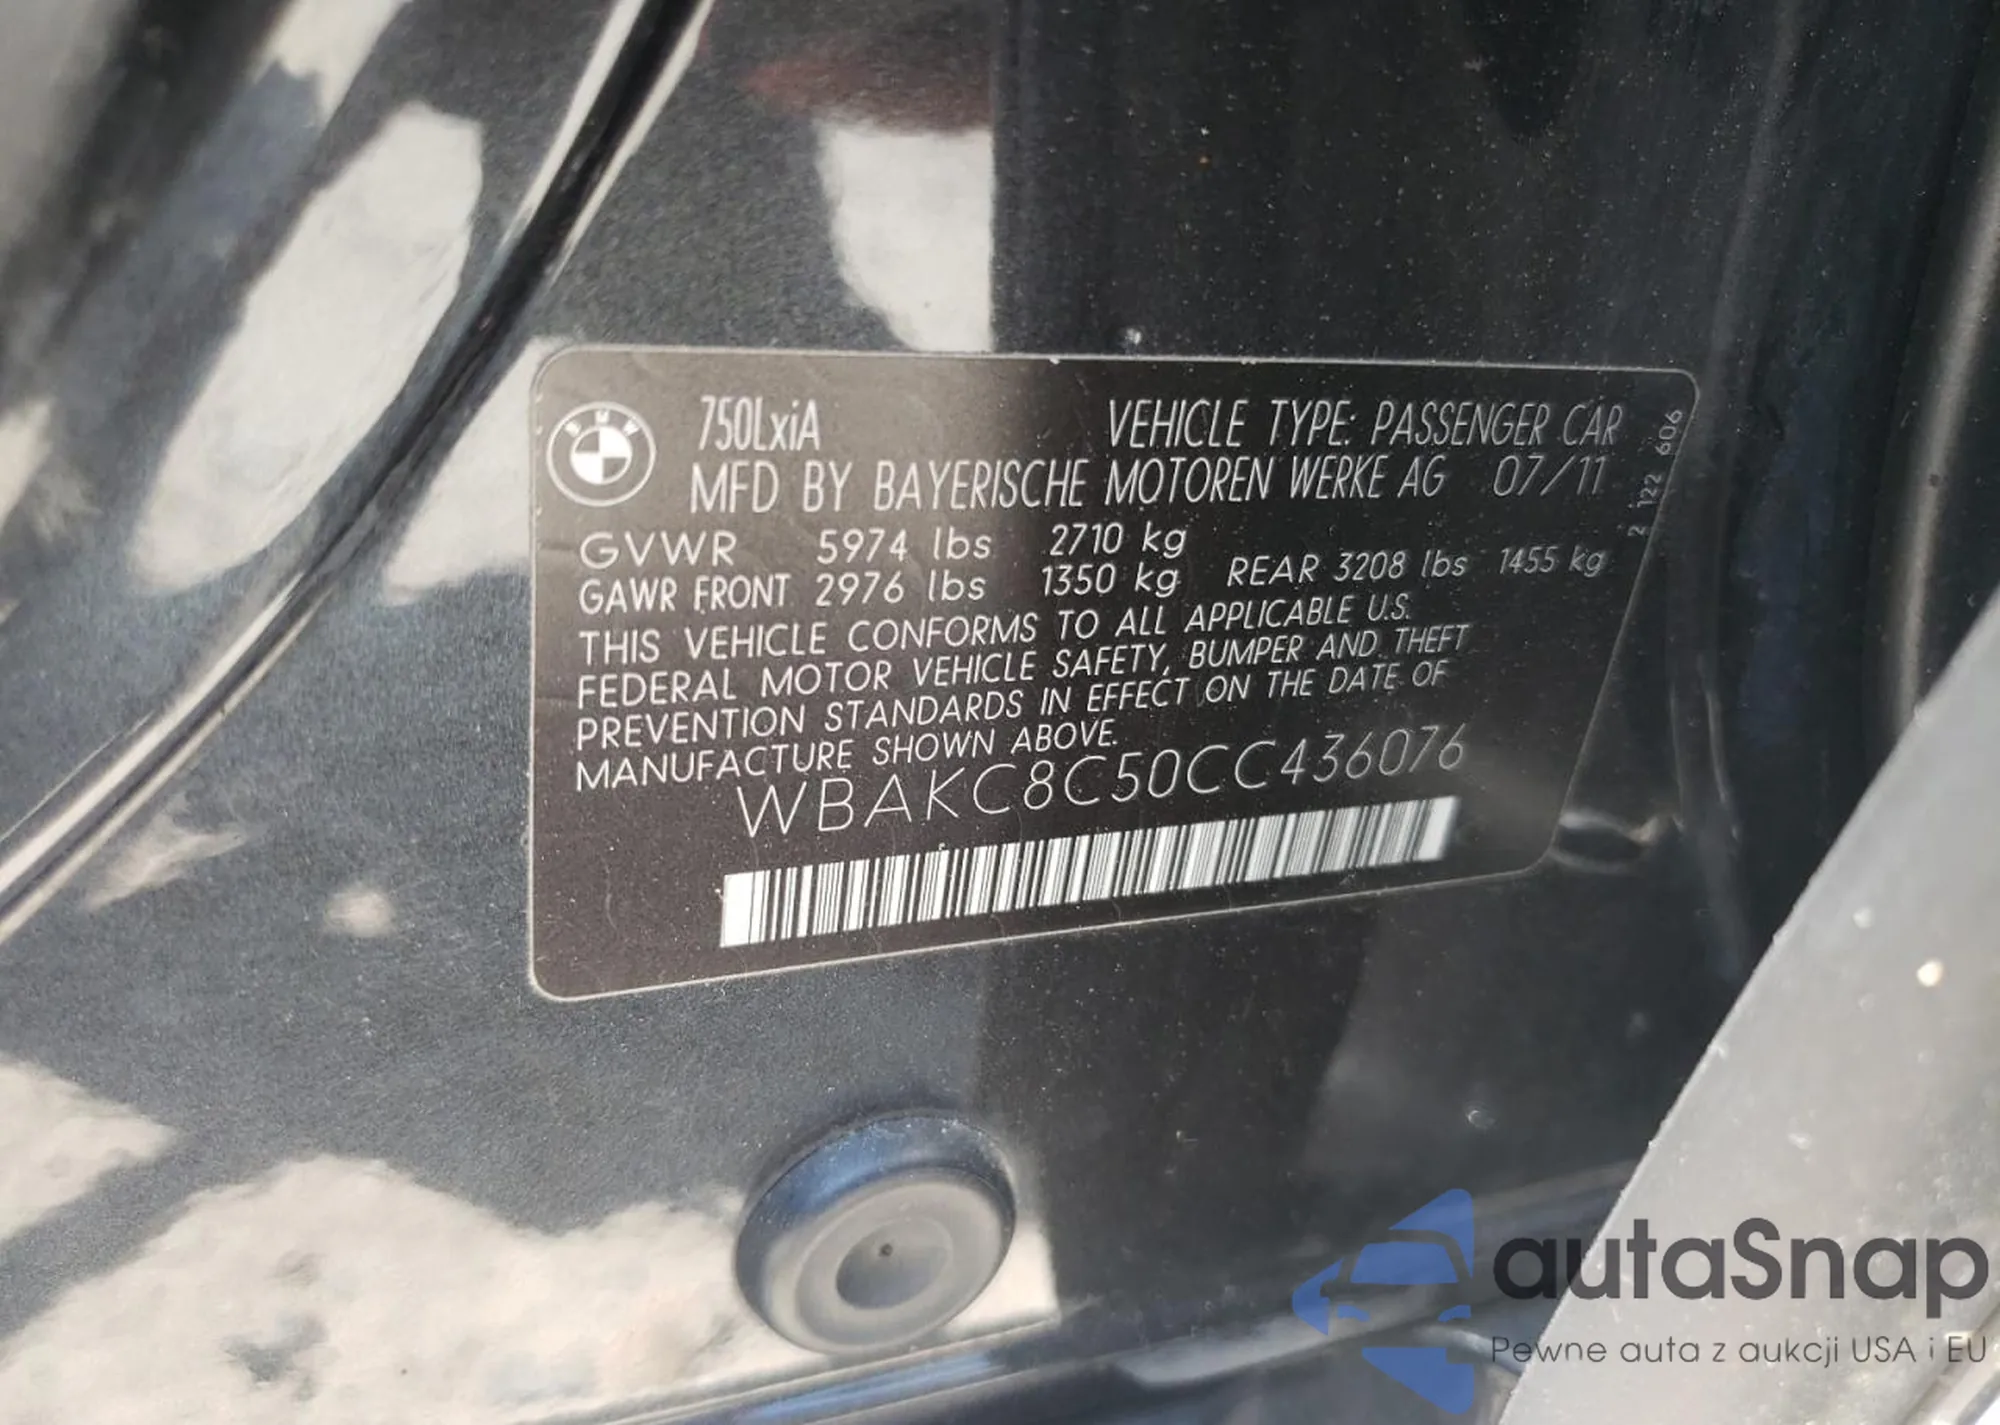 BMW
750LxiA VEHICLE TYPE: PASSENGER CAR
MFD BY BAYERISCHE MOTOREN WERKE AG 07/11
GVWR 5974 lbs 2710 kg
GAWR FRONT 2976 lbs 1350 kg REAR 3208 lbs 1455 kg
THIS VEHICLE CONFORMS TO ALL APPLICABLE U.S.
FEDERAL MOTOR VEHICLE SAFETY, BUMPER AND THEFT
PREVENTION STANDARDS IN EFFECT ON THE DATE OF
MANUFACTURE SHOWN ABOVE.
WBAKC8C50CC436076
2 122 606
autaSnap
Pewne auta z aukcji USA i EU